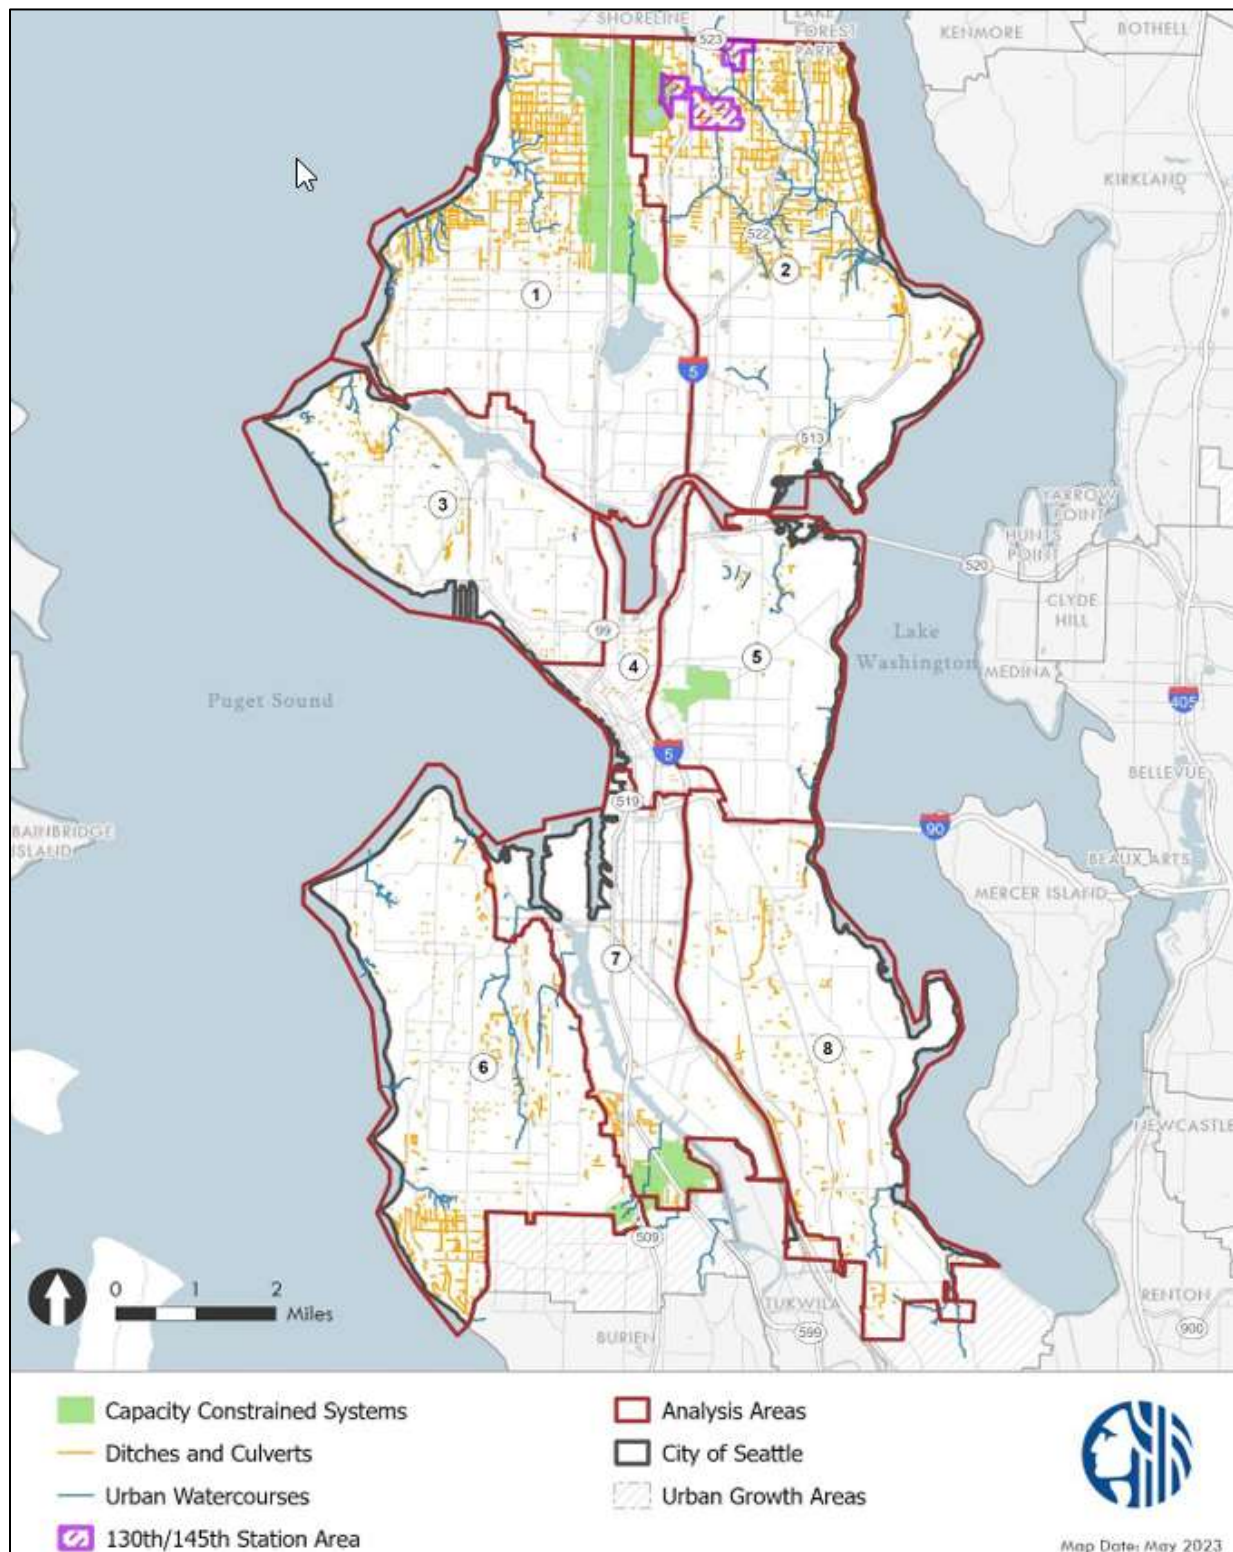 SHORELINE
LAKE
FOREST
PARK
KENMORE
BOTHELL
523
KIRKLAND
522
2
1
5
513
3
YARROW
POINT
HUNTS
POINT
520
CLYDE
HILL
99
4
5
Lake
Washington
MEDINA
Puget Sound
405
5
BELLEVUE
519
90
BAINBRIDGE
ISLAND
BEAUX ARTS
MERCER ISLAND
7
8
6
NEWCASTLE
509
0 1 2
Miles
TUKWILA
RENTON
BURIEN
599
900
Capacity Constrained Systems
Ditches and Culverts
Urban Watercourses
130th/145th Station Area
Analysis Areas
City of Seattle
Urban Growth Areas
Map Date: May 2023